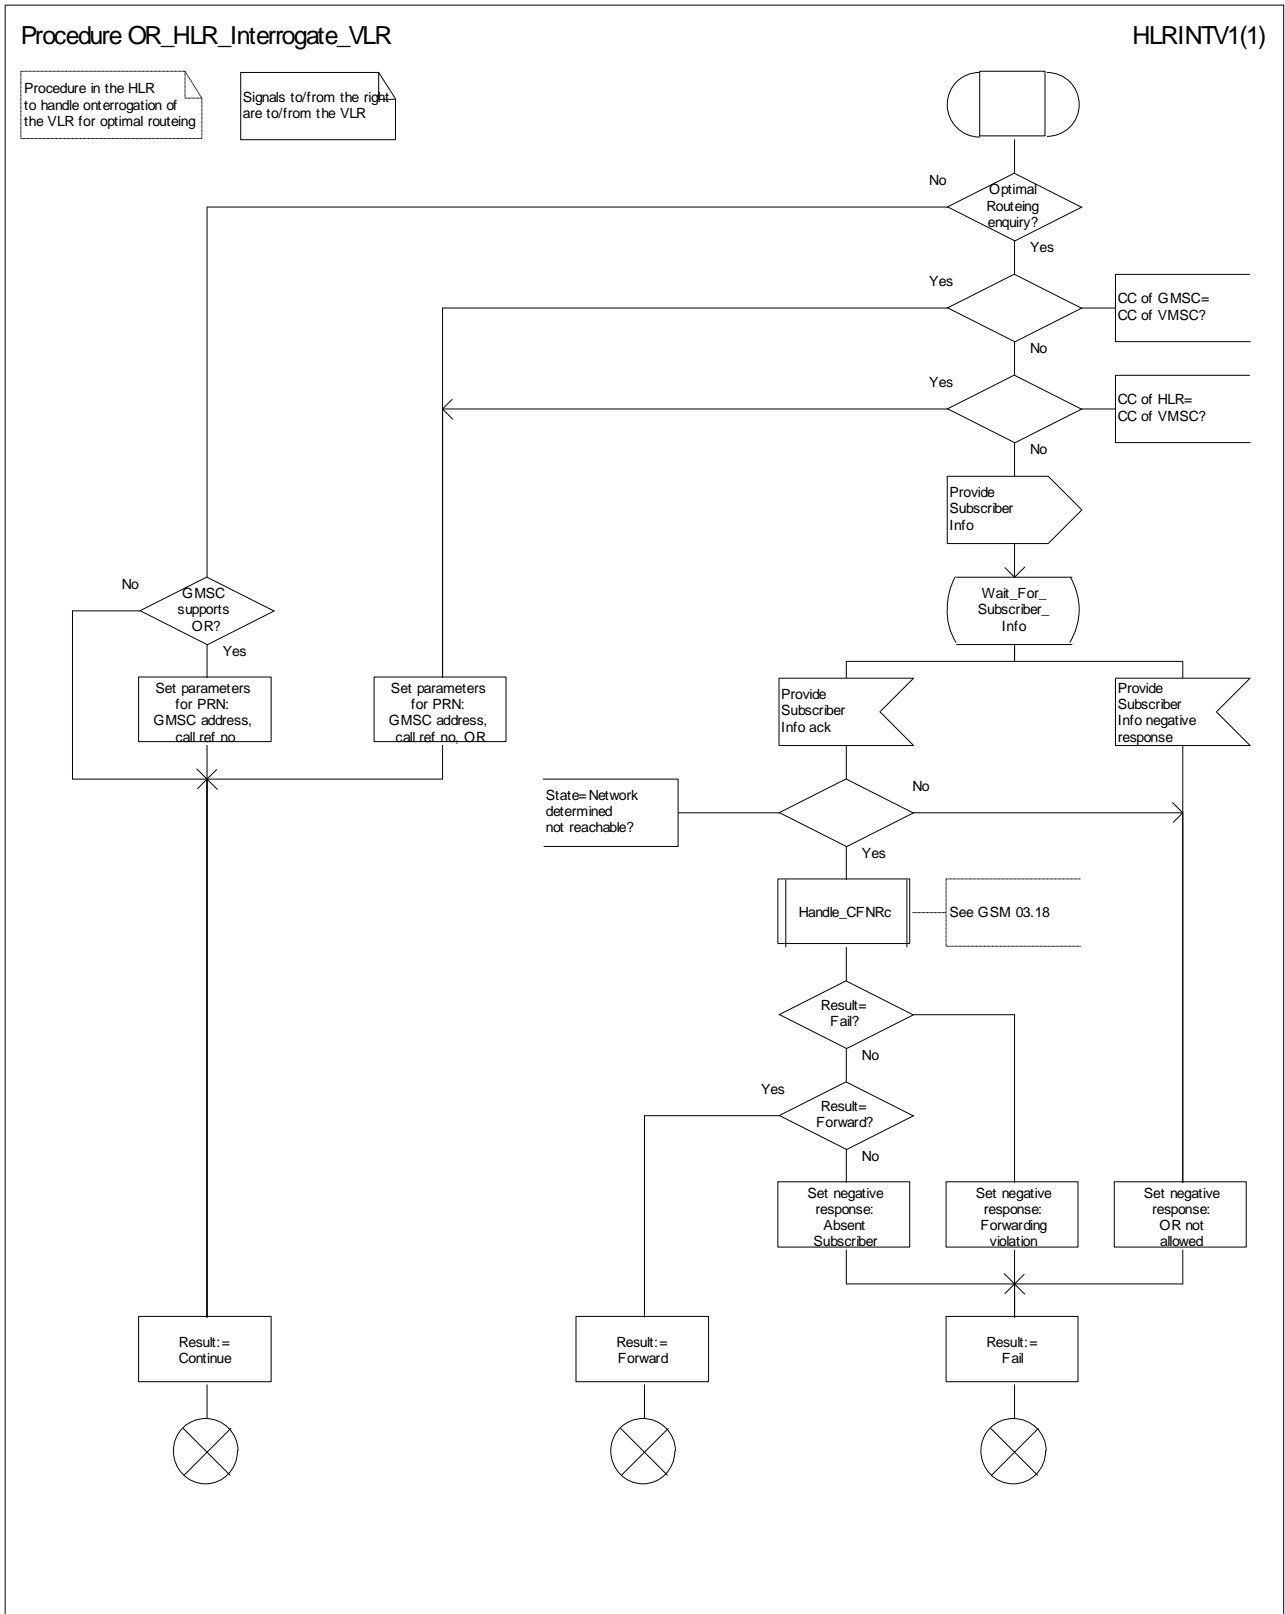 Procedure OR_HLR_Interrogate_VLR
HLRINTV1(1)
Procedure in the HLR
to handle onterrogation of
the VLR for optimal routeing
Signals to/from the right
are to/from the VLR
No
Optimal
Routeing
enquiry?
Yes
Yes
CC of GMSC=
CC of VMSC?
No
Yes
CC of HLR=
CC of VMSC?
No
Provide
Subscriber
Info
No
GMSC
supports
OR?
Yes
Wait_For_
Subscriber_
Info
Set parameters
for PRN:
GMSC address,
call ref no
Set parameters
for PRN:
GMSC address,
call ref no, OR
Provide
Subscriber
Info ack
Provide
Subscriber
Info negative
response
State=Network
determined
not reachable?
No
Yes
Handle_CFNRc
See GSM 03.18
Result=
Fail?
No
Yes
Result=
Forward?
No
Set negative
response:
Absent
Subscriber
Set negative
response:
Forwarding
violation
Set negative
response:
OR not
allowed
Result:=
Continue
Result:=
Forward
Result:=
Fail